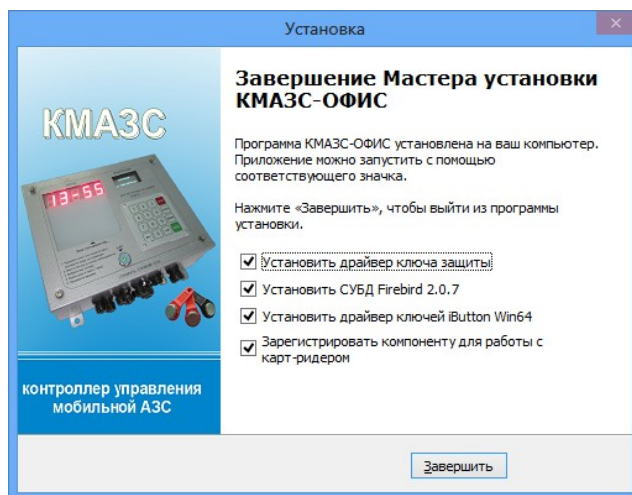 Установка
Завершение Мастера установки
КМАЗС-ОФИС
КМАЗС
Программа КМАЗС-ОФИС установлена на ваш компьютер.
Приложение можно запустить с помощью
соответствующего значка.
Нажмите «Завершить», чтобы выйти из программы
установки.
13-55
Установить драйвер ключа защиты
Установить СУБД Firebird 2.0.7
Установить драйвер ключей iButton Win64
Зарегистрировать компоненту для работы с
карт-ридером
контроллер управления
мобильной АЗС
Завершить